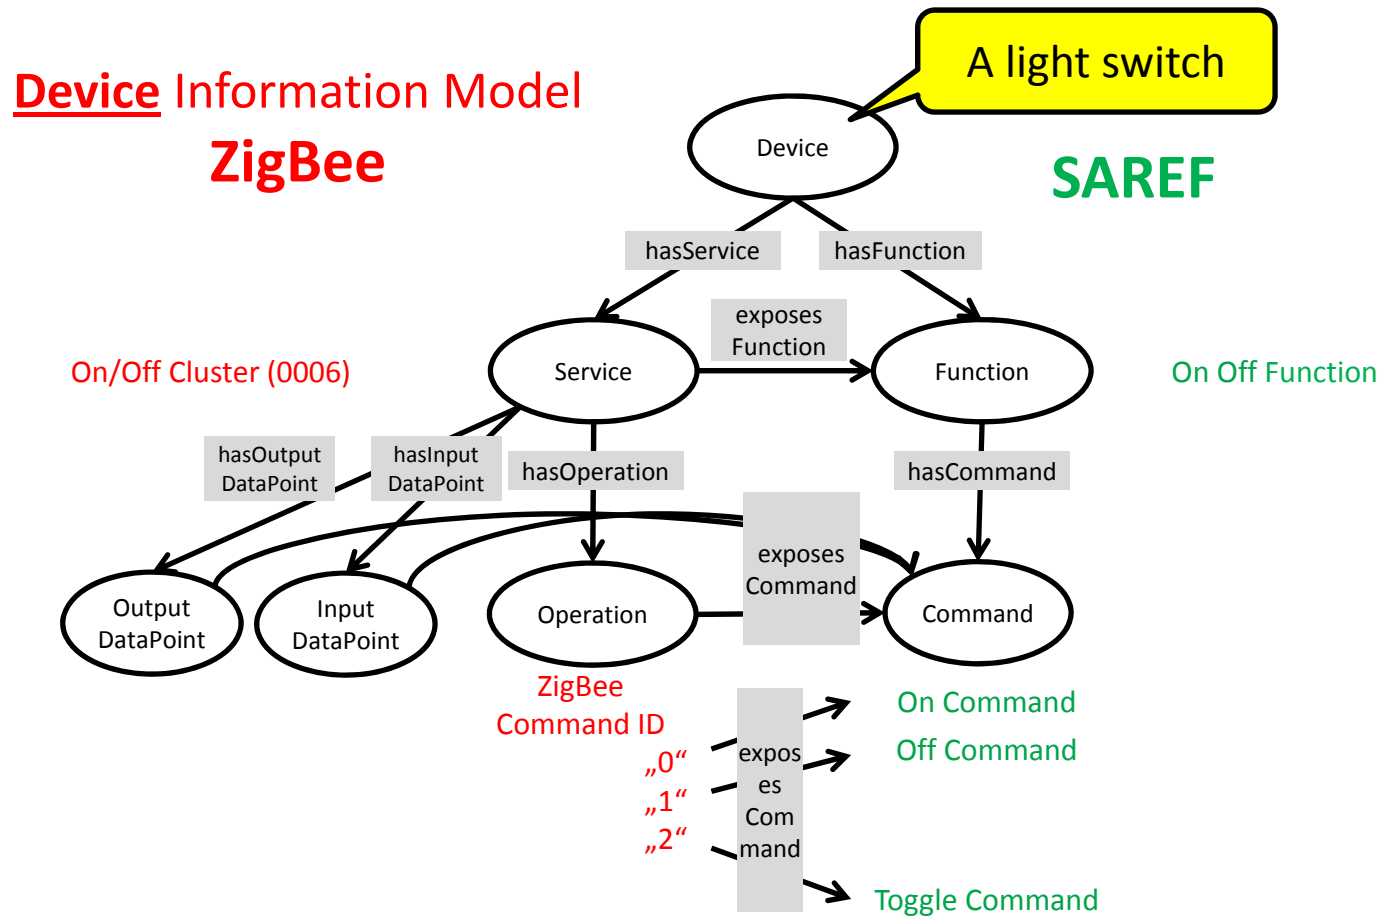 A light switch
Device Information Model
ZigBee
Device
SAREF
hasService
hasFunction
exposes
Function
On/Off Cluster (0006)
Service
Function
On Off Function
hasOutput
DataPoint
hasInput
DataPoint
hasOperation
hasCommand
exposes
Command
Output
DataPoint
Input
DataPoint
Operation
Command
ZigBee
Command ID
„0“
„1“
„2“
expos
es
Com
mand
On Command
Off Command
Toggle Command